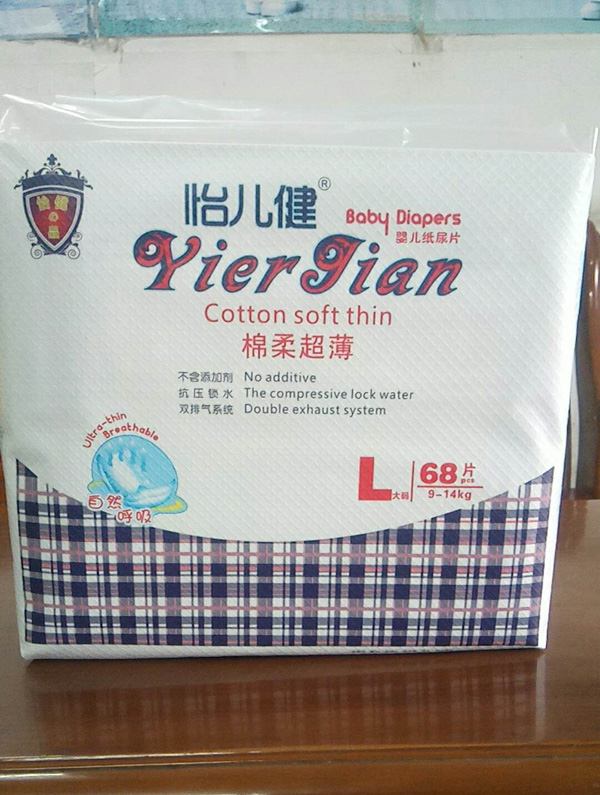 怡儿健®
Baby Diapers
婴儿纸尿片
YierJian
Cotton soft thin
棉柔超薄
不含添加剂 No additive
抗压锁水 The compressive lock water
双排气系统 Double exhaust system
Ultra-thin
Breathable
自然
呼吸
L大码
68片
pcs
9-14kg